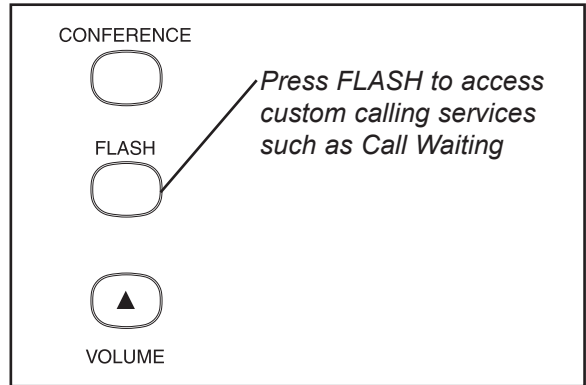 CONFERENCE
Press FLASH to access
custom calling services
such as Call Waiting
FLASH
VOLUME